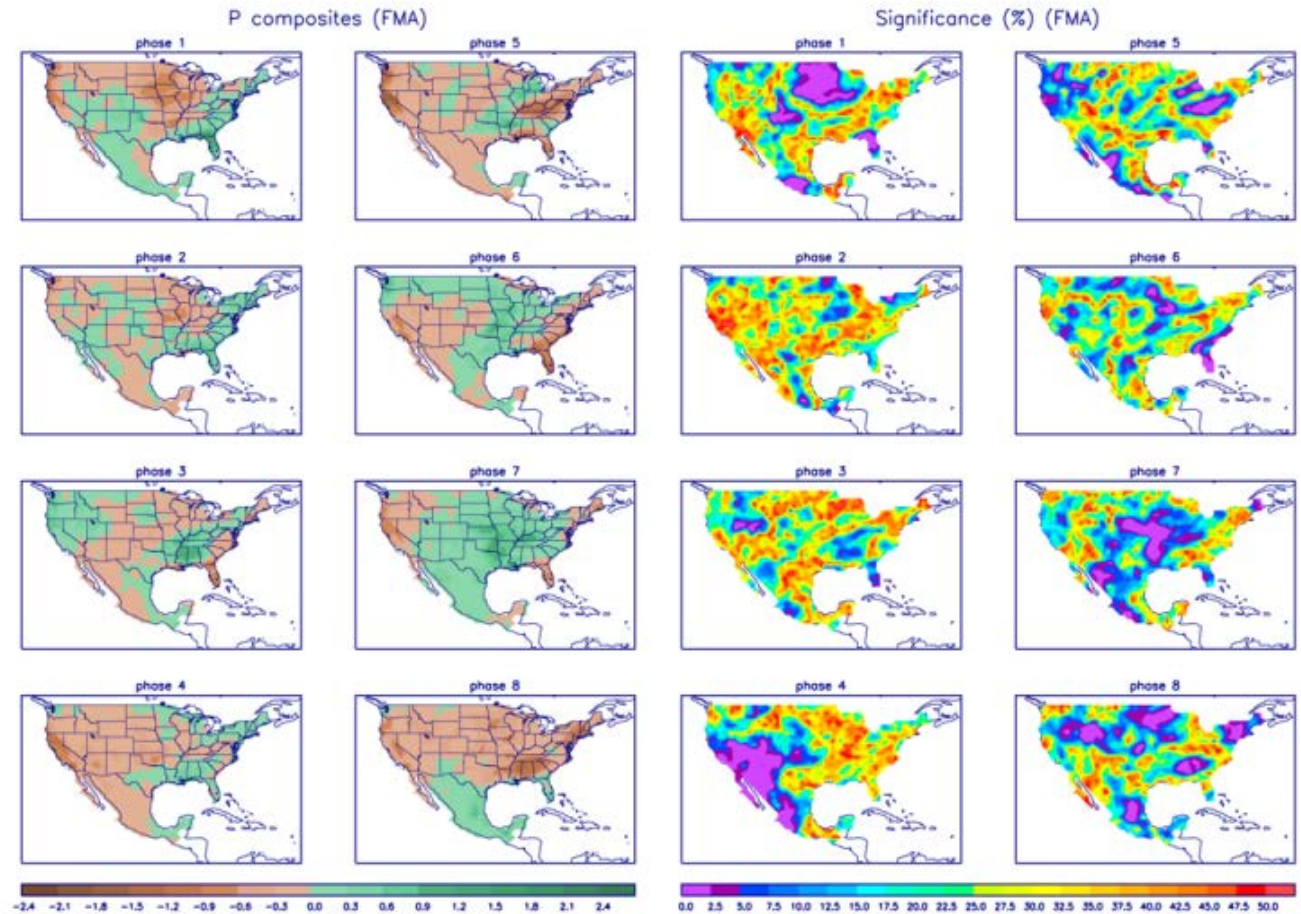 P composites (FMA) Significance (%) (FMA)
phase 1 phase 5 phase 1 phase 5
phase 2 phase 6 phase 2 phase 6
phase 3 phase 7 phase 3 phase 7
phase 4 phase 8 phase 4 phase 8
-2.4 -2.1 -1.8 -1.5 -1.2 -0.9 -0.6 -0.3 0.0 0.3 0.6 0.9 1.2 1.5 1.8 2.1 2.4 0.0 2.5 5.0 7.5 10.0 12.5 15.0 17.5 20.0 22.5 25.0 27.5 30.0 32.5 35.0 37.5 40.0 42.5 45.0 47.5 50.0